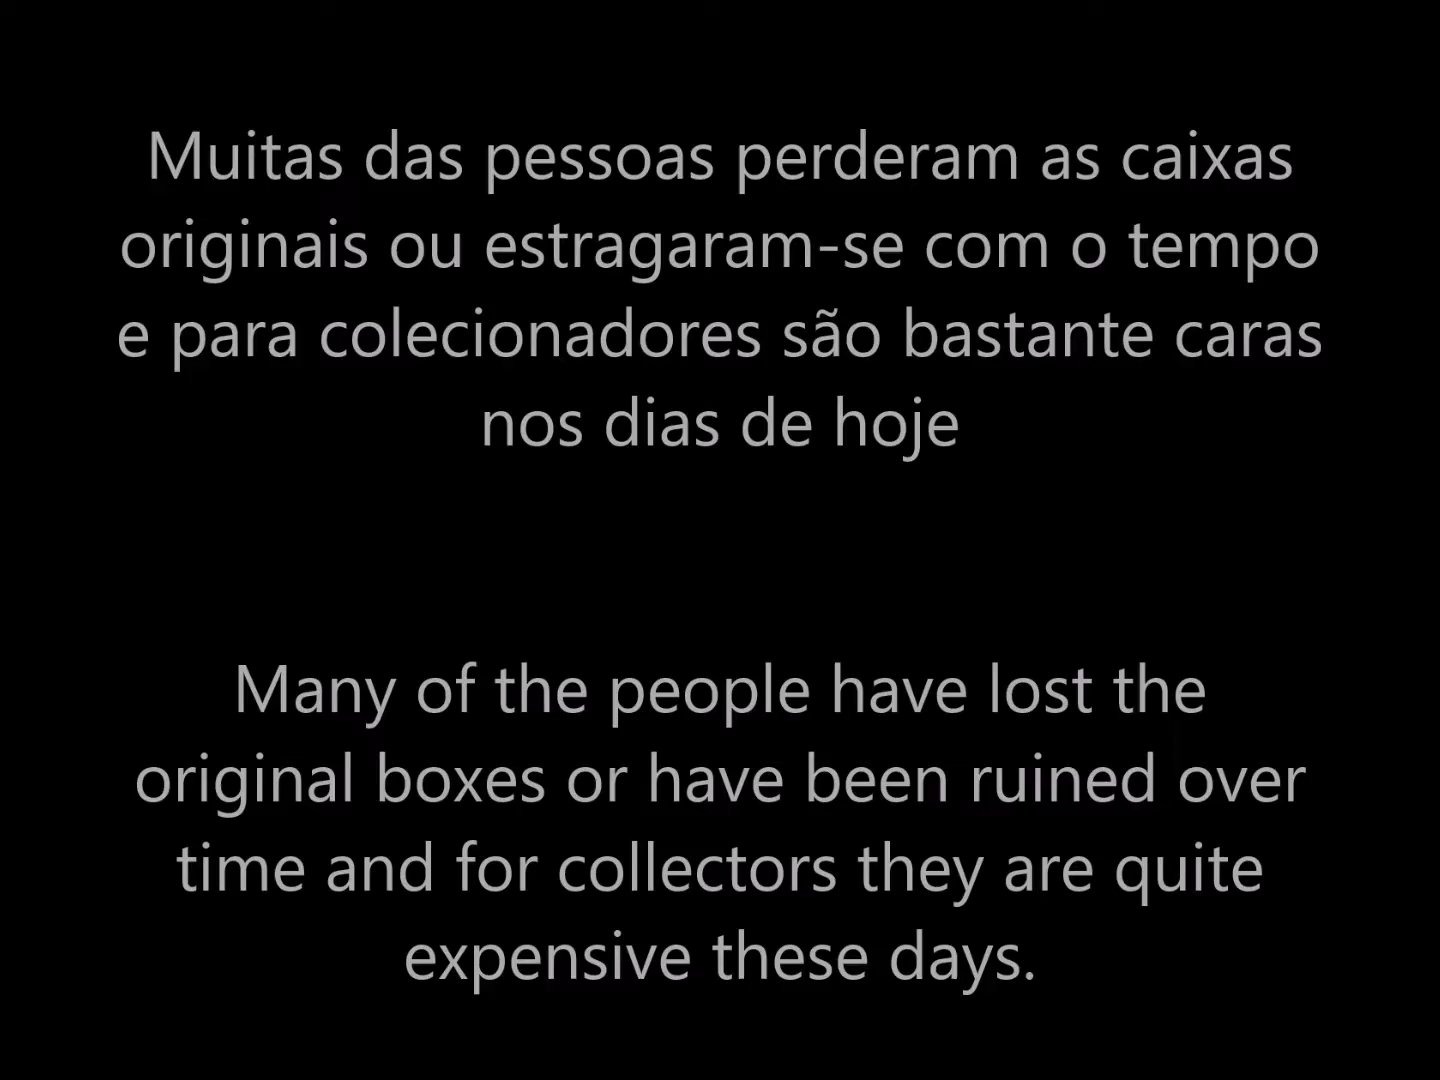 Muitas das pessoas perderam as caixas
originais ou estragaram-se com o tempo
e para colecionadores são bastante caras
nos dias de hoje
Many of the people have lost the
original boxes or have been ruined over
time and for collectors they are quite
expensive these days.